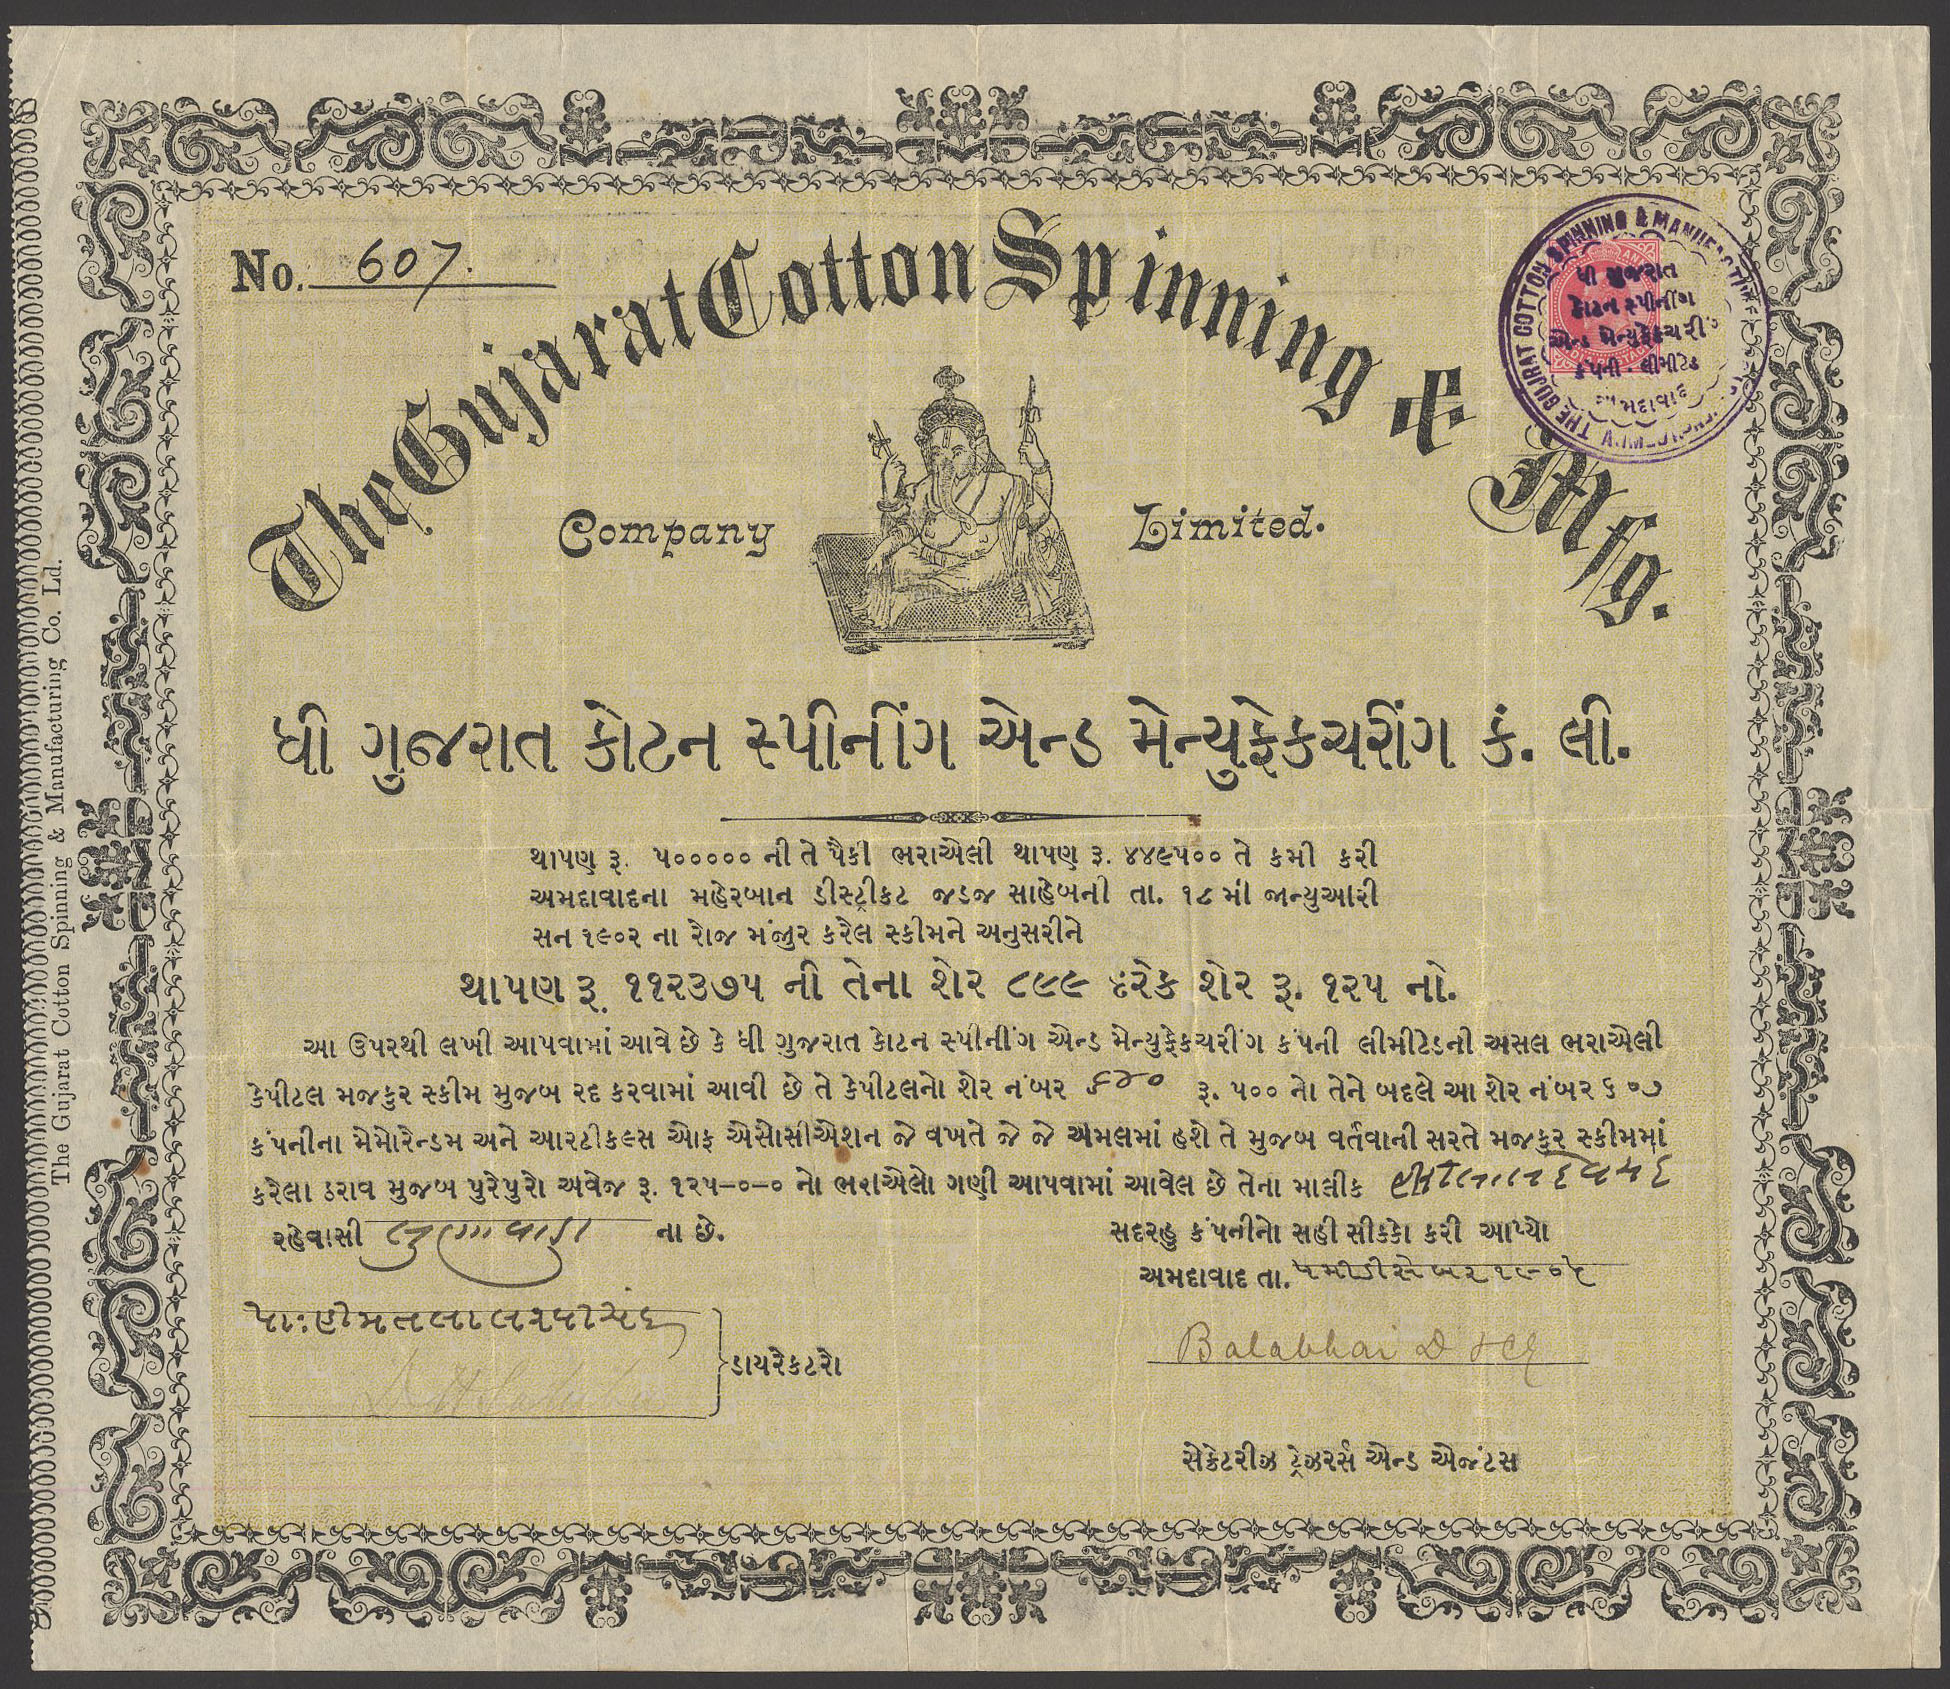 No. 607.
The Gujarat Cotton Spinning & Mfg.
Company Limited.
THE GUJRAT COTTON SPINNING &
ધી ગુજરાત
કોટન સ્પીનીંગ
એન્ડ મેન્યુફેકચરીંગ
કંપની લીમીટેડ
અમદાવાદ
ધી ગુજરાત કોટન સ્પીનીંગ એન્ડ મેન્યુફેકચરીંગ કં. લી.
થાપણ રૂ. ૫૦૦૦૦૦ ની તે પૈકી ભરાએલી થાપણ રૂ. ૪૪૯૫૦૦ તે કમી કરી
અમદાવાદના મહેરબાન ડીસ્ટ્રીકટ જડજ સાહેબની તા. ૧૮ મી જાન્યુઆરી
સન ૧૯૦૨ ના રોજ મંજુર કરેલ સ્કીમને અનુસરીને
થાપણ રૂ. ૧૧૨૩૭૫ ની તેના શેર ૮૯૯ દરેક શેર રૂ. ૧૨૫ નો.
આ ઉપરથી લખી આપવામાં આવે છે કે ધી ગુજરાત કોટન સ્પીનીંગ એન્ડ મેન્યુફેકચરીંગ કંપની લીમીટેડની અસલ ભરાએલી
કેપીટલ મજકુર સ્કીમ મુજબ રદ કરવામાં આવી છે તે કેપીટલનો શેર નંબર ૬૪૦ રૂ. ૫૦૦ નો તેને બદલે આ શેર નંબર ૬૦૭
કંપનીના મેમોરેન્ડમ અને આરટીકલ્સ ઓફ એસોસીએશન જે વખતે જે જે અમલમાં હશે તે મુજબ વર્તવાની સરતે મજકુર સ્કીમમાં
કરેલા ઠરાવ મુજબ પુરેપુરો અવેજ રૂ. ૧૨૫-૦-૦ નો ભરાએલો ગણી આપવામાં આવેલ છે તેના માલીક
રહેવાસી લુણાવાડા ના છે.
સદરહુ કંપનીનો સહી સીકકો કરી આપ્યો
અમદાવાદ તા.
ડાયરેકટરો
Balabhai D
સેક્રેટરીઝ ટ્રેઝરર્સ એન્ડ એજંટસ
The Gujarat Cotton Spinning & Manufacturing Co. Ld.